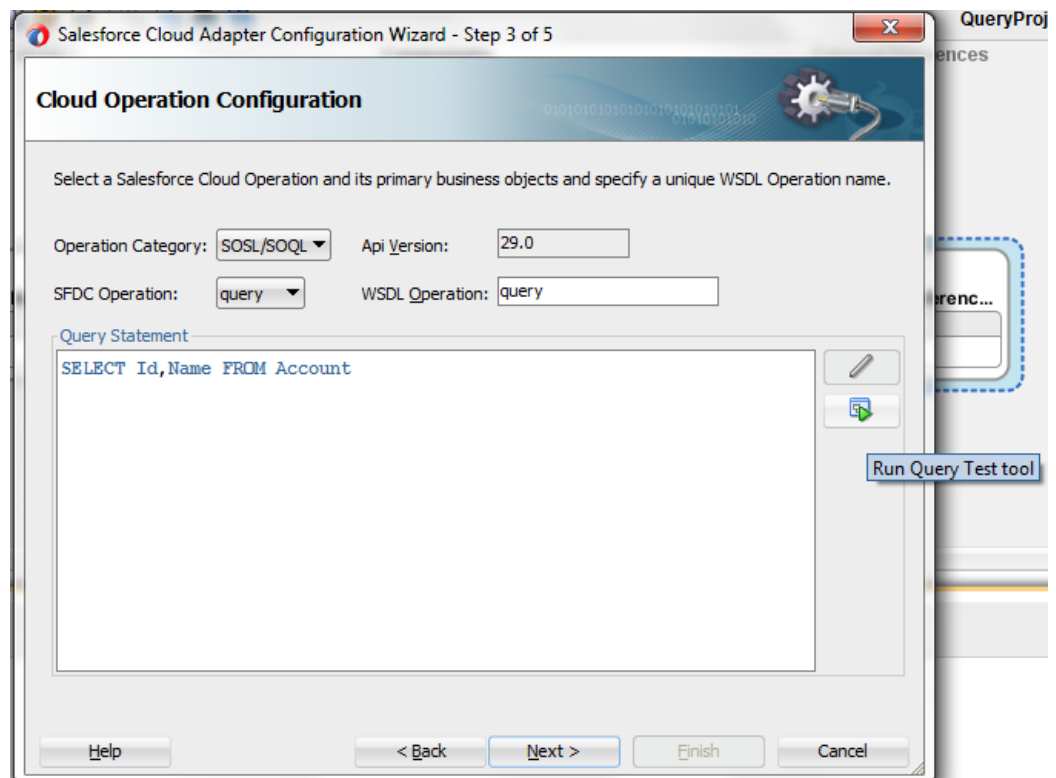 QueryProj
Salesforce Cloud Adapter Configuration Wizard - Step 3 of 5
ences
Cloud Operation Configuration
010101010101010101010101
01010101010
Select a Salesforce Cloud Operation and its primary business objects and specify a unique WSDL Operation name.
Operation Category: SOSL/SOQL Api Version: 29.0
SFDC Operation: query WSDL Operation: query
erenc...
Query Statement
SELECT Id,Name FROM Account
Run Query Test tool
Help < Back Next > Finish Cancel